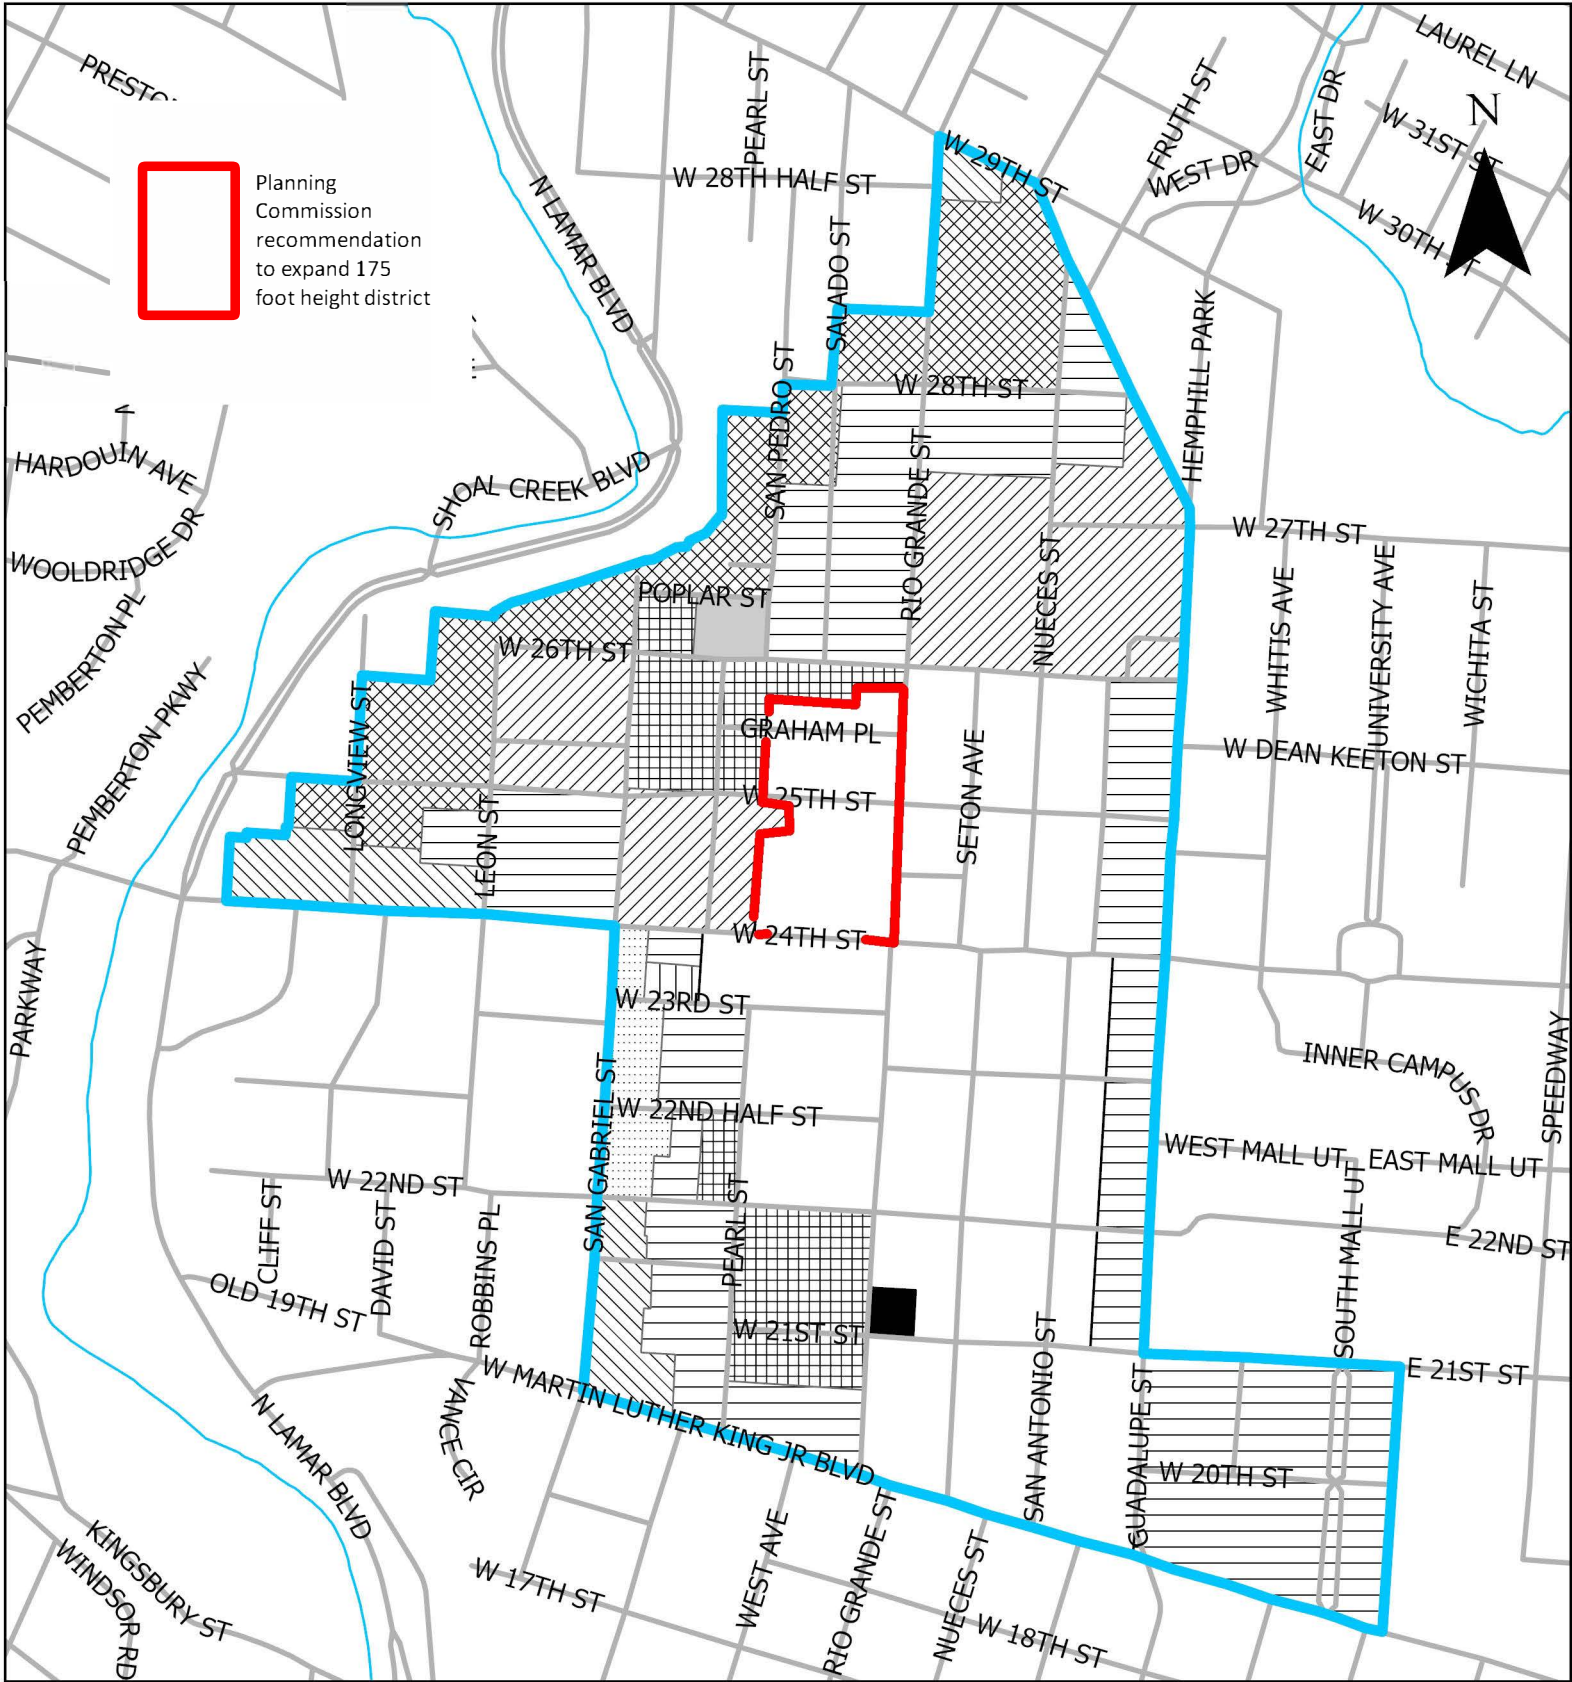 LAUREL LN
PEARL ST
FRUTH ST
EAST DR
N
W 31ST ST
W 29TH ST
WEST DR
W 28TH HALF ST
Planning
Commission
recommendation
to expand 175
foot height district
N LAMAR BLVD
W 30TH ST
SALADO ST
HEMPHILL PARK
SAN PEDRO ST
W 28TH ST
HARDOUIN AVE
SHOAL CREEK BLVD
RIO GRANDE ST
W 27TH ST
WOOLDRIDGE DR
NUECES ST
WHITIS AVE
UNIVERSITY AVE
WICHITA ST
POPLAR ST
PEMBERTON PL
W 26TH ST
PEMBERTON PKWY
LONGVIEW ST
GRAHAM PL
SETON AVE
W DEAN KEETON ST
W 25TH ST
LEON ST
W 24TH ST
PARKWAY
W 23RD ST
SPEEDWAY
INNER CAMPUS DR
SAN GABRIEL ST
W 22ND HALF ST
WEST MALL UT
EAST MALL UT
W 22ND ST
CLIFF ST
DAVID ST
ROBBINS PL
PEARL ST
SOUTH MALL UT
E 22ND ST
OLD 19TH ST
W 21ST ST
E 21ST ST
W MARTIN LUTHER KING JR BLVD
VANCE CIR
SAN ANTONIO ST
GUADALUPE ST
N LAMAR BLVD
W 20TH ST
KINGSBURY ST
WINDSOR RD
W 17TH ST
WEST AVE
RIO GRANDE ST
NUECES ST
W 18TH ST